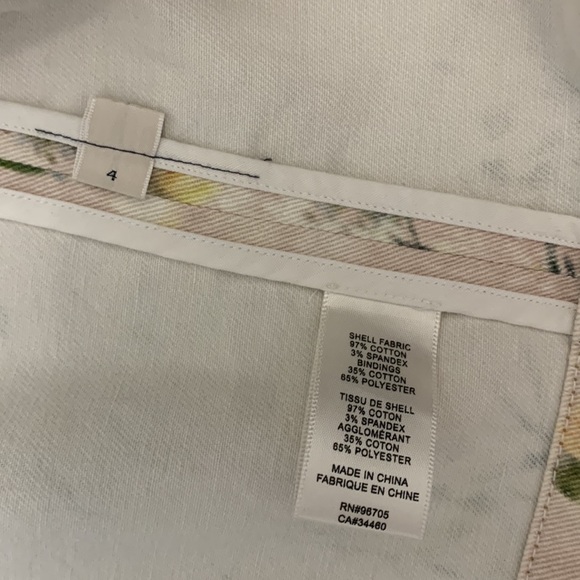 4
SHELL FABRIC
97% COTTON
3% SPANDEX
BINDINGS
35% COTTON
65% POLYESTER
TISSU DE SHELL
97% COTON
3% SPANDEX
AGGLOMÉRANT
35% COTON
65% POLYESTER
MADE IN CHINA
FABRIQUE EN CHINE
RN#96705
CA#34460